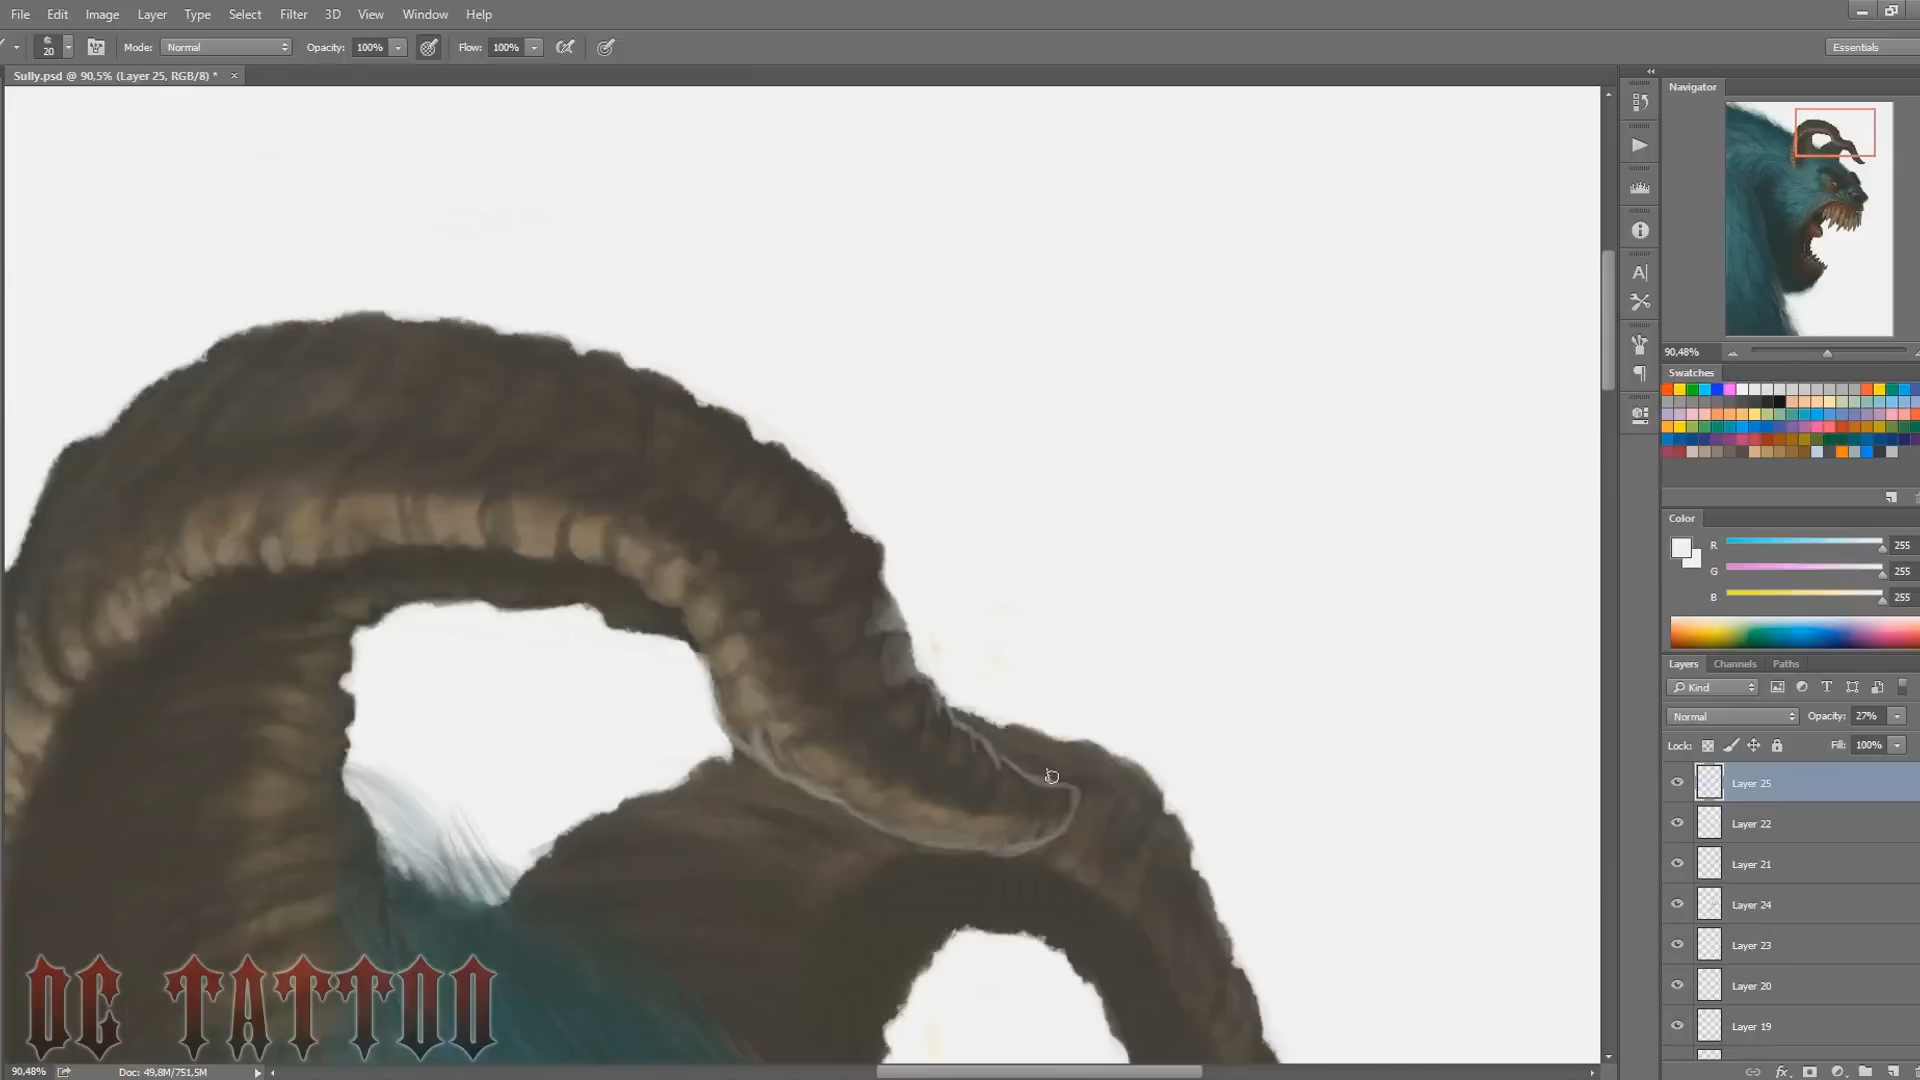 File Edit Image Layer Type Select Filter 3D View Window Help
20 Mode: Normal Opacity: 100% Flow: 100% Essentials
Sully.psd @ 90,5% (Layer 25, RGB/8) * ×
Navigator
90,48%
Swatches
Color
R 255
G 255
B 255
Layers Channels Paths
Kind
Normal Opacity: 27%
Lock: Fill: 100%
Layer 25
Layer 22
Layer 21
Layer 24
Layer 23
Layer 20
Layer 19
DC TATTOO
90,48% Doc: 49,8M/751,5M